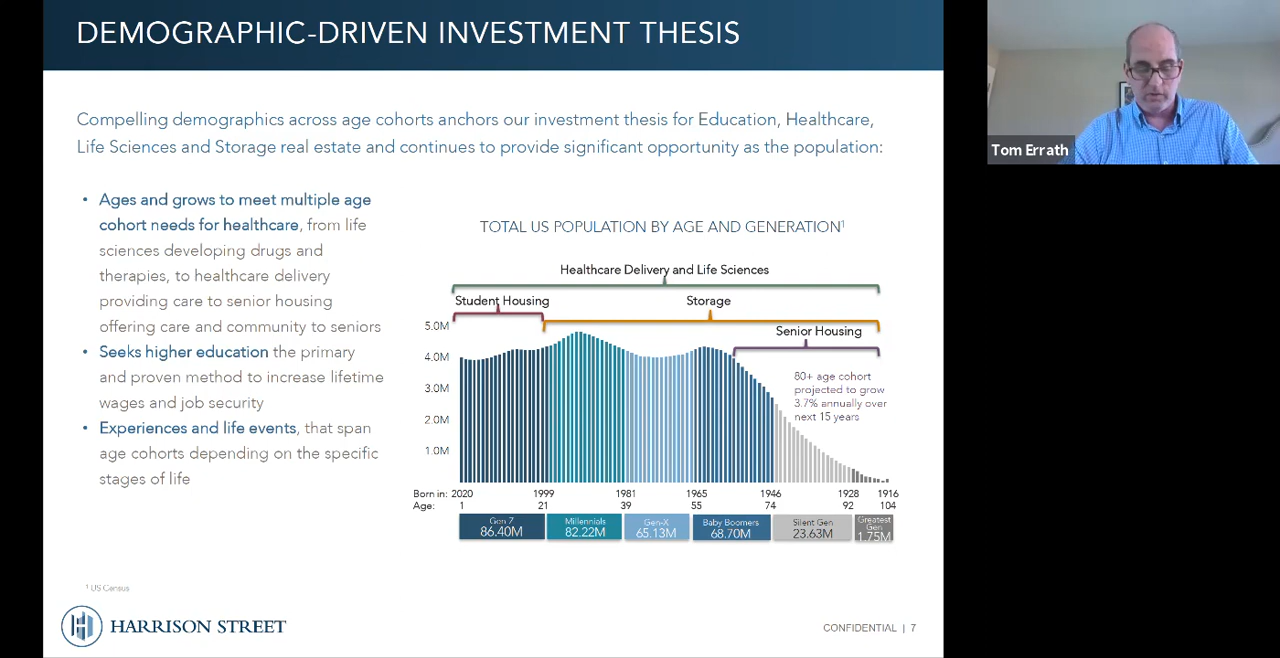 DEMOGRAPHIC-DRIVEN INVESTMENT THESIS
Compelling demographics across age cohorts anchors our investment thesis for Education, Healthcare,
Life Sciences and Storage real estate and continues to provide significant opportunity as the population:
• Ages and grows to meet multiple age
cohort needs for healthcare, from life
sciences developing drugs and
therapies, to healthcare delivery
providing care to senior housing
offering care and community to seniors
• Seeks higher education the primary
and proven method to increase lifetime
wages and job security
• Experiences and life events, that span
age cohorts depending on the specific
stages of life
TOTAL US POPULATION BY AGE AND GENERATION¹
Healthcare Delivery and Life Sciences
Student Housing
Storage
Senior Housing
5.0M
4.0M
3.0M
2.0M
1.0M
80+ age cohort
projected to grow
3.7% annually over
next 15 years
Born in: 2020 1999 1981 1965 1946 1928 1916
Age: 1 21 39 55 74 92 104
Gen Z
86.40M
Millennials
82.22M
Gen-X
65.13M
Baby Boomers
68.70M
Silent Gen
23.63M
Greatest
Gen
1.75M
¹ US Census
HARRISON STREET
CONFIDENTIAL | 7
Tom Errath